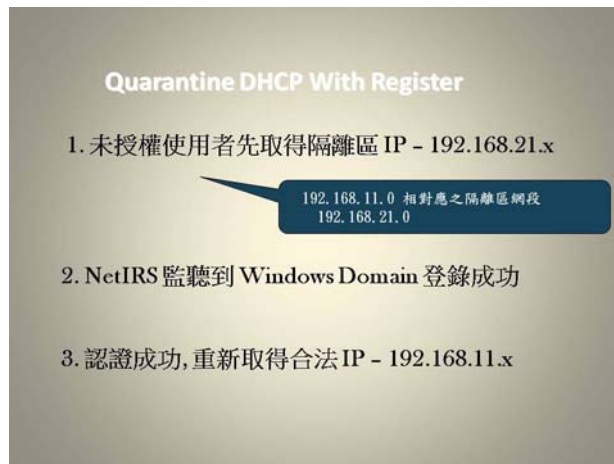 Quarantine DHCP With Register
1. 未授權使用者先取得隔離區 IP – 192.168.21.x
192.168.11.0 相對應之隔離區網段
192.168.21.0
2. NetIRS 監聽到 Windows Domain 登錄成功
3. 認證成功, 重新取得合法 IP – 192.168.11.x